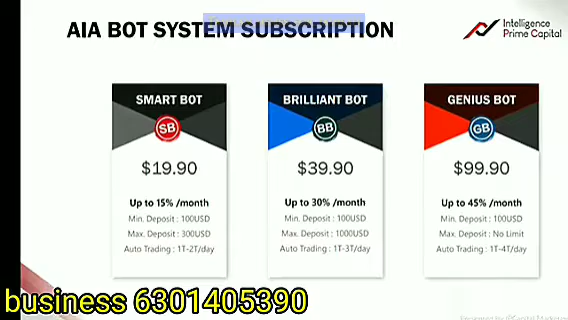 AIA BOT SYSTEM SUBSCRIPTION
Intelligence
Prime Capital
SMART BOT
SB
$19.90
Up to 15% /month
Min. Deposit : 100USD
Max. Deposit : 300USD
Auto Trading : 1T-2T/day
BRILLIANT BOT
BB
$39.90
Up to 30% /month
Min. Deposit : 100USD
Max. Deposit : 1000USD
Auto Trading : 1T-3T/day
GENIUS BOT
GB
$99.90
Up to 45% /month
Min. Deposit : 100USD
Max. Deposit : No Limit
Auto Trading : 1T-4T/day
business 6301405390
Presented by